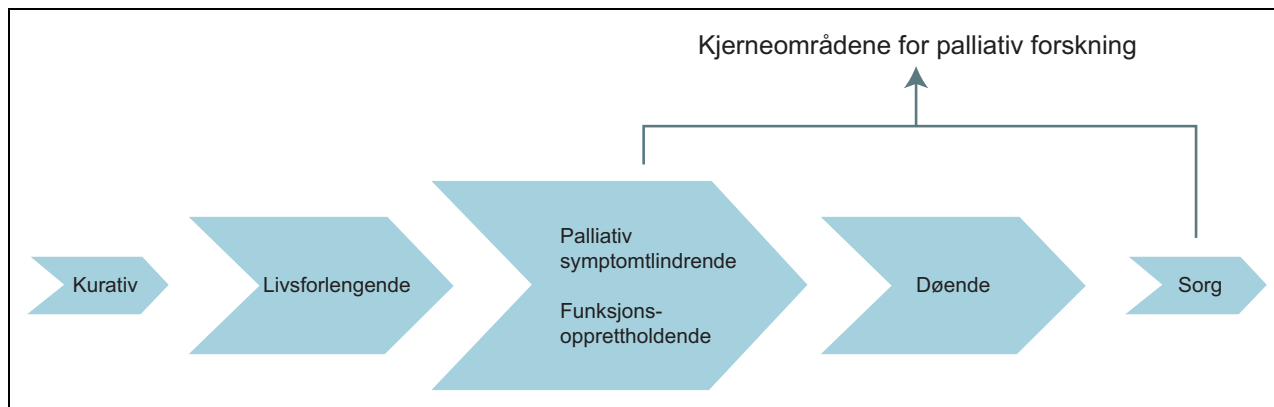 Kjerneområdene for palliativ forskning
Kurativ
Livsforlengende
Palliativ
symptomtlindrende
Funksjons-
opprettholdende
Døende
Sorg